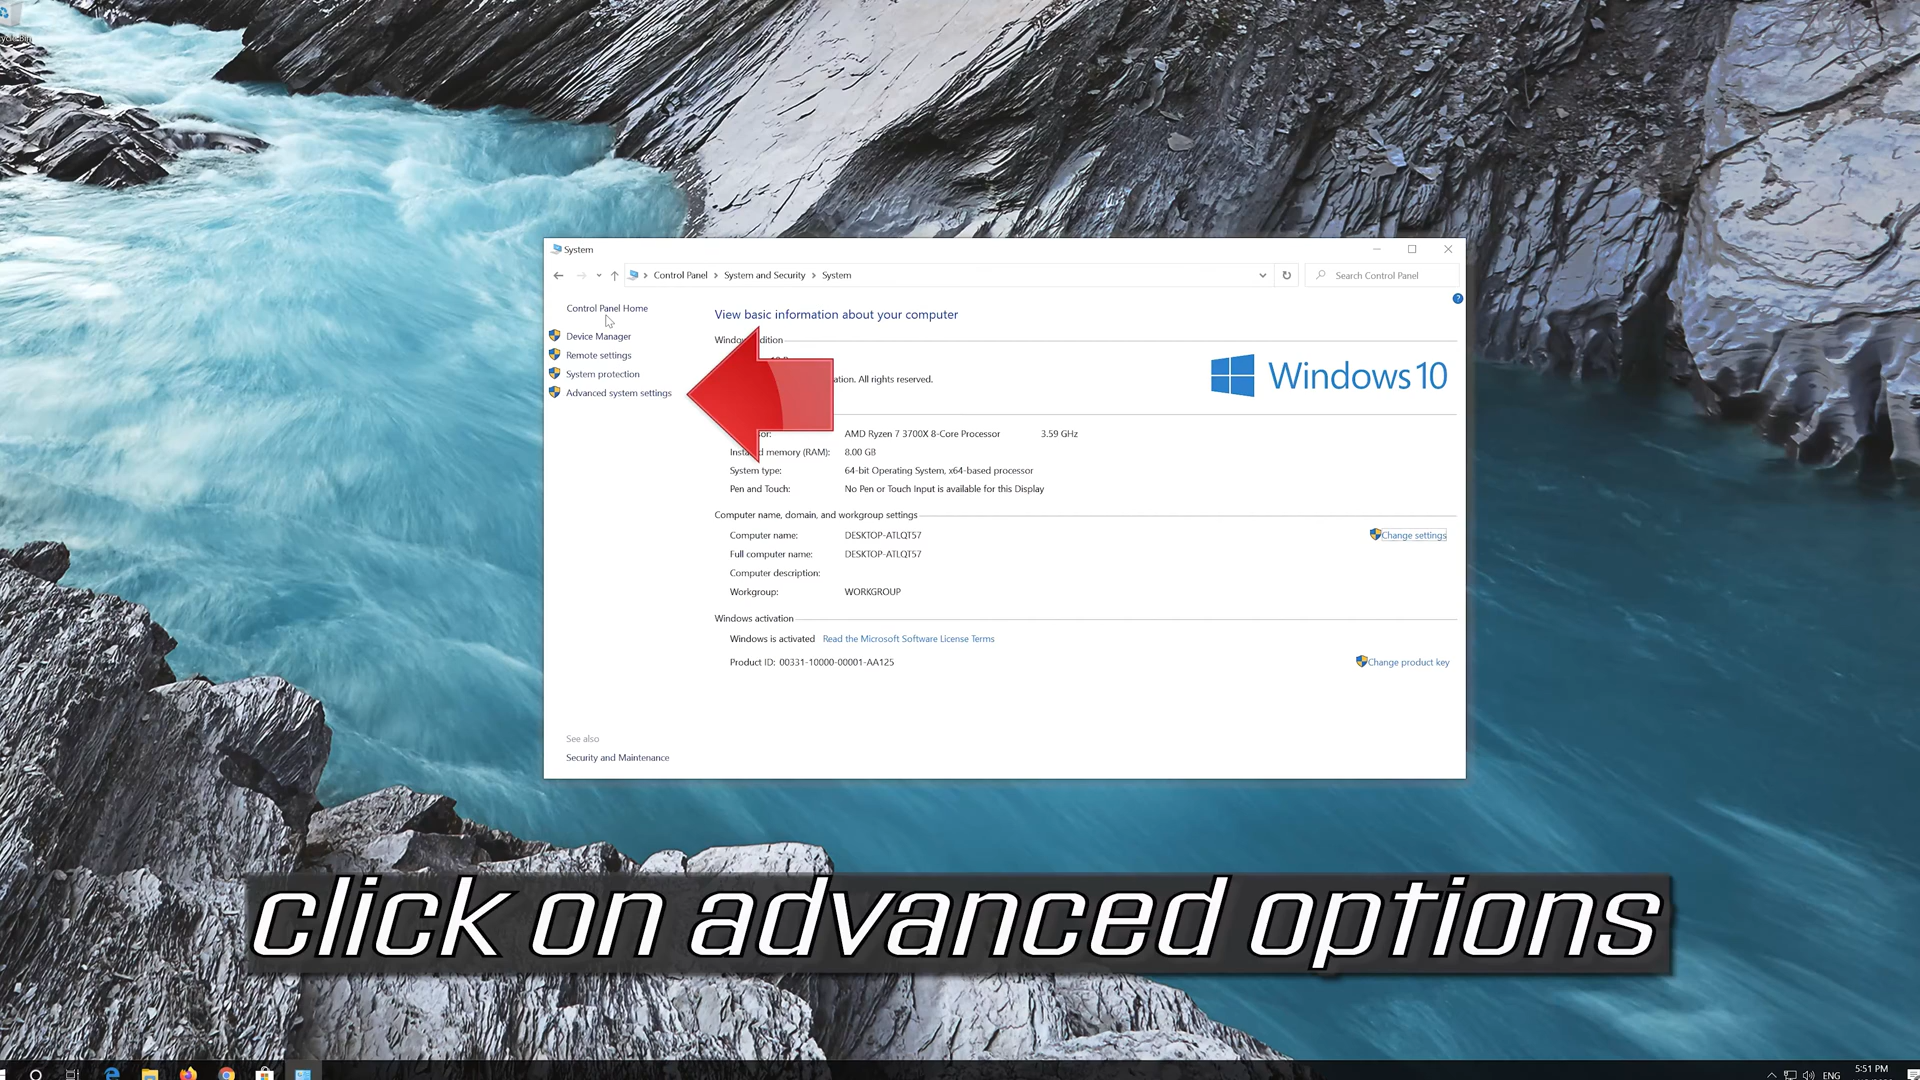 System
Control Panel System and Security System
Search Control Panel
Control Panel Home
Device Manager
Remote settings
System protection
Advanced system settings
View basic information about your computer
All rights reserved.
Windows 10
AMD Ryzen 7 3700X 8-Core Processor 3.59 GHz
memory (RAM): 8.00 GB
System type: 64-bit Operating System, x64-based processor
Pen and Touch: No Pen or Touch Input is available for this Display
Computer name, domain, and workgroup settings
Computer name: DESKTOP-ATLQT57
Change settings
Full computer name: DESKTOP-ATLQT57
Computer description:
Workgroup: WORKGROUP
Windows activation
Windows is activated Read the Microsoft Software License Terms
Product ID: 00331-10000-00001-AA125
Change product key
See also
Security and Maintenance
click on advanced options
ENG
5:51 PM